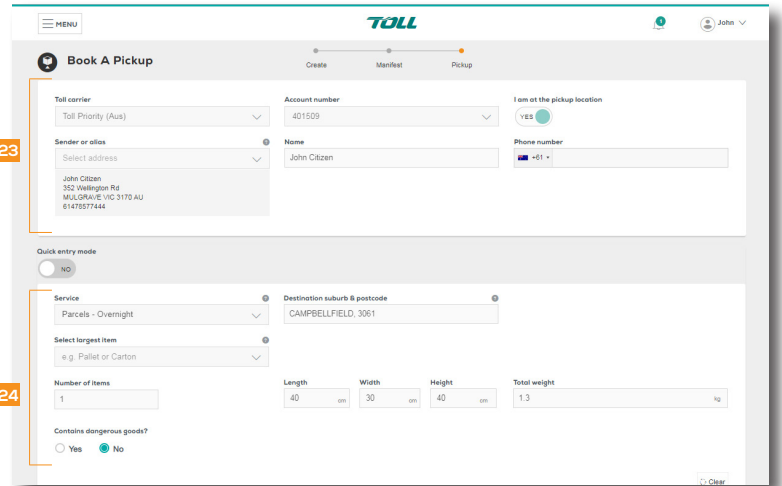 MENU
TOLL
1
John
Book A Pickup
Create
Manifest
Pickup
23
Toll carrier
Account number
I am at the pickup location
Toll Priority (Aus)
401509
YES
Sender or alias
Name
Phone number
Select address
John Citizen
+61
John Citizen
352 Wellington Rd
MULGRAVE VIC 3170 AU
61478577444
Quick entry mode
NO
24
Service
Destination suburb & postcode
Parcels - Overnight
CAMPBELLFIELD, 3061
Select largest item
e.g. Pallet or Carton
Number of items
Length
Width
Height
Total weight
1
40 cm
30 cm
40 cm
1.3 kg
Contains dangerous goods?
Yes
No
Clear